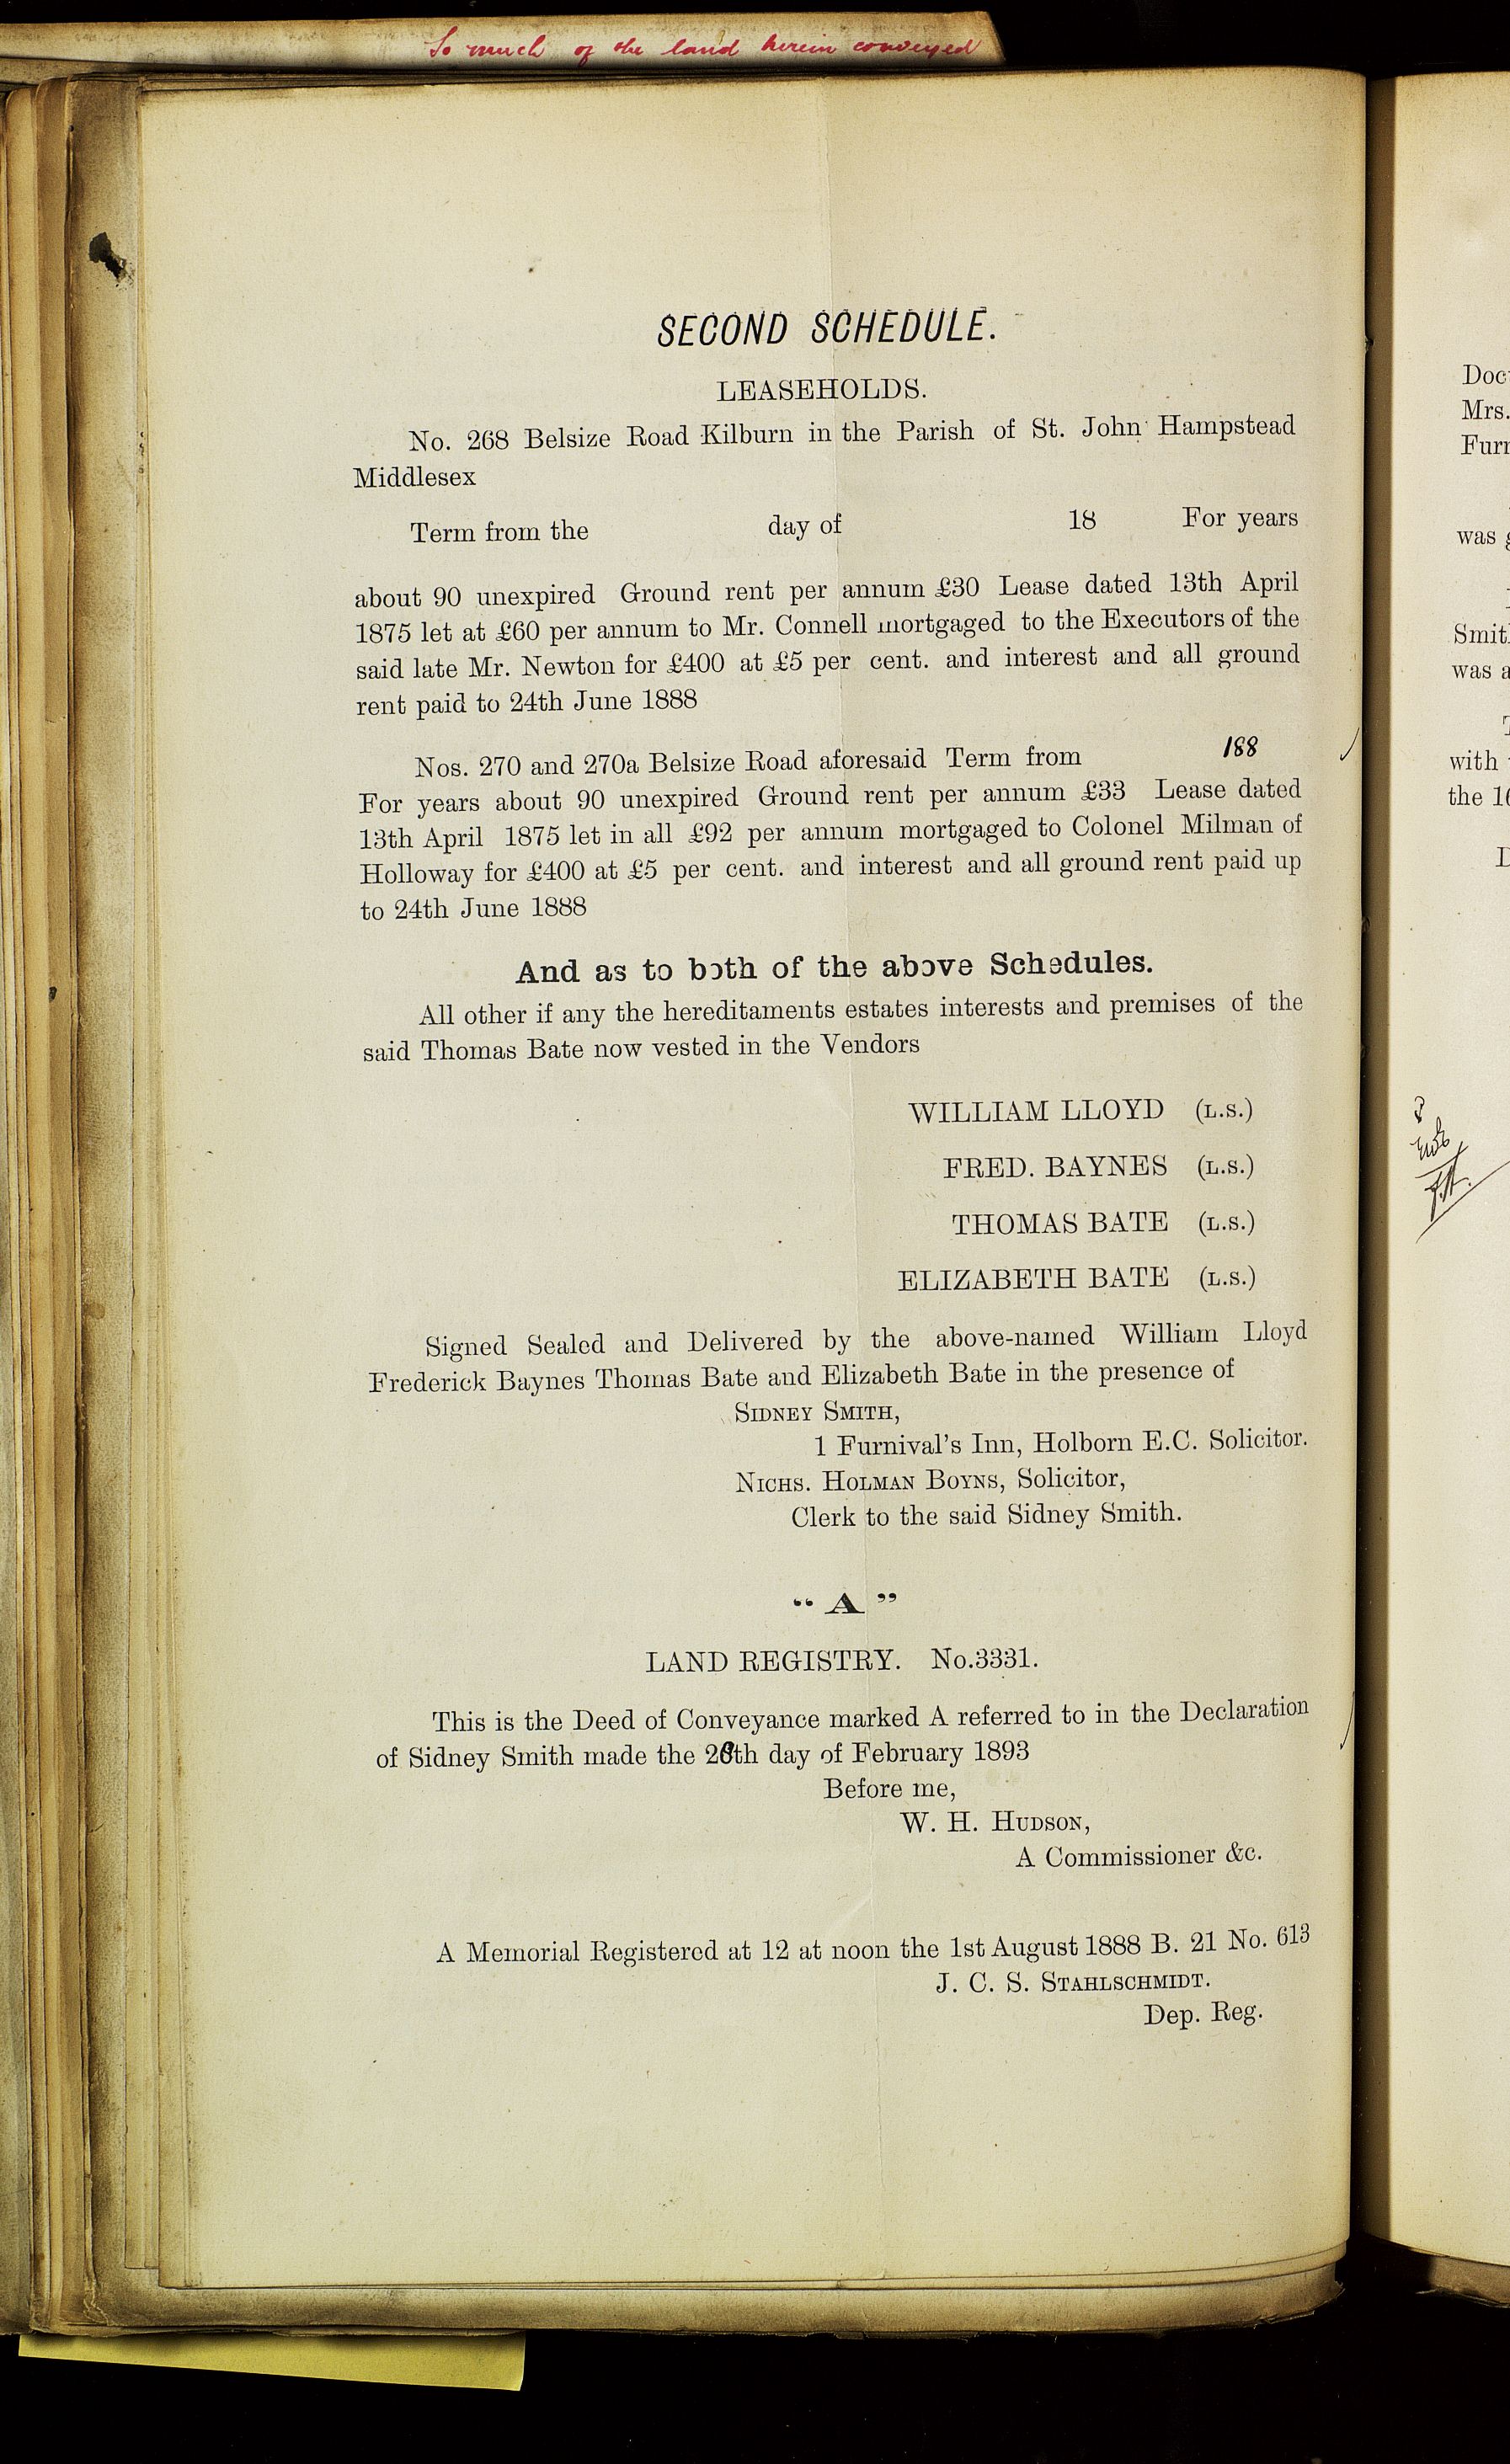 So much of the land herein conveyed
SECOND SCHEDULE.
LEASEHOLDS.
No. 268 Belsize Road Kilburn in the Parish of St. John Hampstead
Middlesex
Term from the day of 18 For years
about 90 unexpired Ground rent per annum £30 Lease dated 13th April
1875 let at £60 per annum to Mr. Connell mortgaged to the Executors of the
said late Mr. Newton for £400 at £5 per cent. and interest and all ground
rent paid to 24th June 1888
Nos. 270 and 270a Belsize Road aforesaid Term from 188
For years about 90 unexpired Ground rent per annum £33 Lease dated
13th April 1875 let in all £92 per annum mortgaged to Colonel Milman of
Holloway for £400 at £5 per cent. and interest and all ground rent paid up
to 24th June 1888
And as to both of the above Schedules.
All other if any the hereditaments estates interests and premises of the
said Thomas Bate now vested in the Vendors
WILLIAM LLOYD (L.S.)
FRED. BAYNES (L.S.)
THOMAS BATE (L.S.)
ELIZABETH BATE (L.S.)
Signed Sealed and Delivered by the above-named William Lloyd
Frederick Baynes Thomas Bate and Elizabeth Bate in the presence of
SIDNEY SMITH,
1 Furnival's Inn, Holborn E.C. Solicitor.
NICHS. HOLMAN BOYNS, Solicitor,
Clerk to the said Sidney Smith.
"A"
LAND REGISTRY. No.3331.
This is the Deed of Conveyance marked A referred to in the Declaration
of Sidney Smith made the day of February 1893
Before me,
W. H. HUDSON,
A Commissioner &c.
A Memorial Registered at 12 at noon the 1st August 1888 B. 21 No. 613
J. C. S. STAHLSCHMIDT.
Dep. Reg.
Mrs.
was
was
with
the